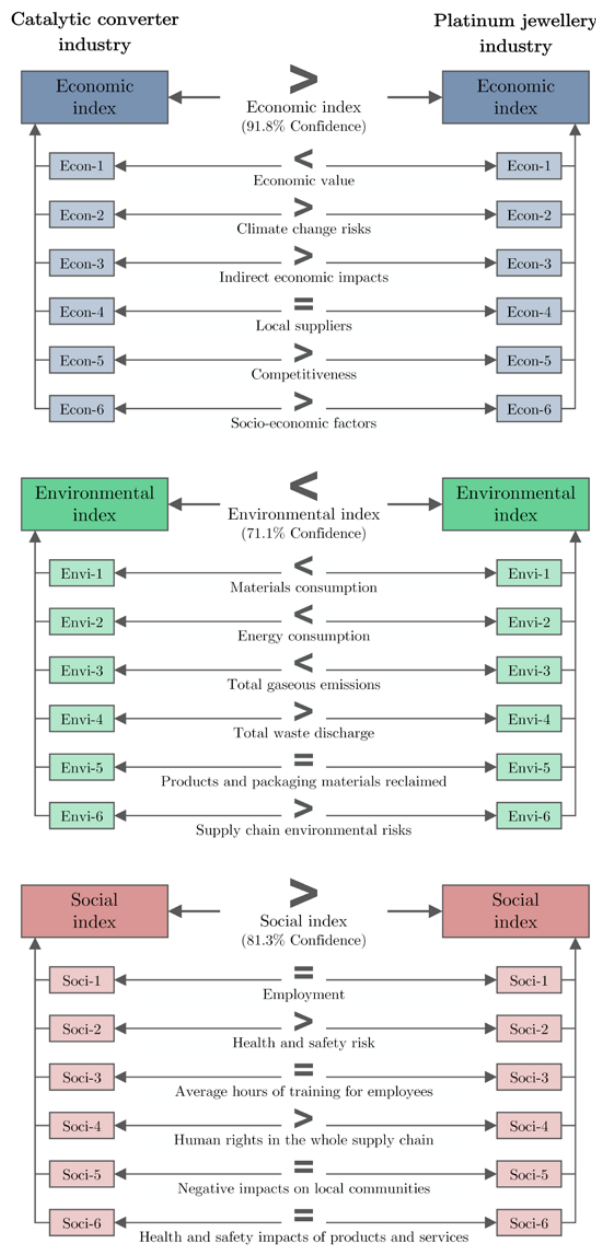 Catalytic converter industry
Platinum jewellery industry
Economic index
>
Economic index
(91.8% Confidence)
Economic index
Econ-1
<
Economic value
Econ-1
Econ-2
>
Climate change risks
Econ-2
Econ-3
>
Indirect economic impacts
Econ-3
Econ-4
=
Local suppliers
Econ-4
Econ-5
>
Competitiveness
Econ-5
Econ-6
>
Socio-economic factors
Econ-6
Environmental index
<
Environmental index
(71.1% Confidence)
Environmental index
Envi-1
<
Materials consumption
Envi-1
Envi-2
<
Energy consumption
Envi-2
Envi-3
<
Total gaseous emissions
Envi-3
Envi-4
>
Total waste discharge
Envi-4
Envi-5
=
Products and packaging materials reclaimed
Envi-5
Envi-6
>
Supply chain environmental risks
Envi-6
Social index
>
Social index
(81.3% Confidence)
Social index
Soci-1
=
Employment
Soci-1
Soci-2
>
Health and safety risk
Soci-2
Soci-3
=
Average hours of training for employees
Soci-3
Soci-4
>
Human rights in the whole supply chain
Soci-4
Soci-5
=
Negative impacts on local communities
Soci-5
Soci-6
=
Health and safety impacts of products and services
Soci-6